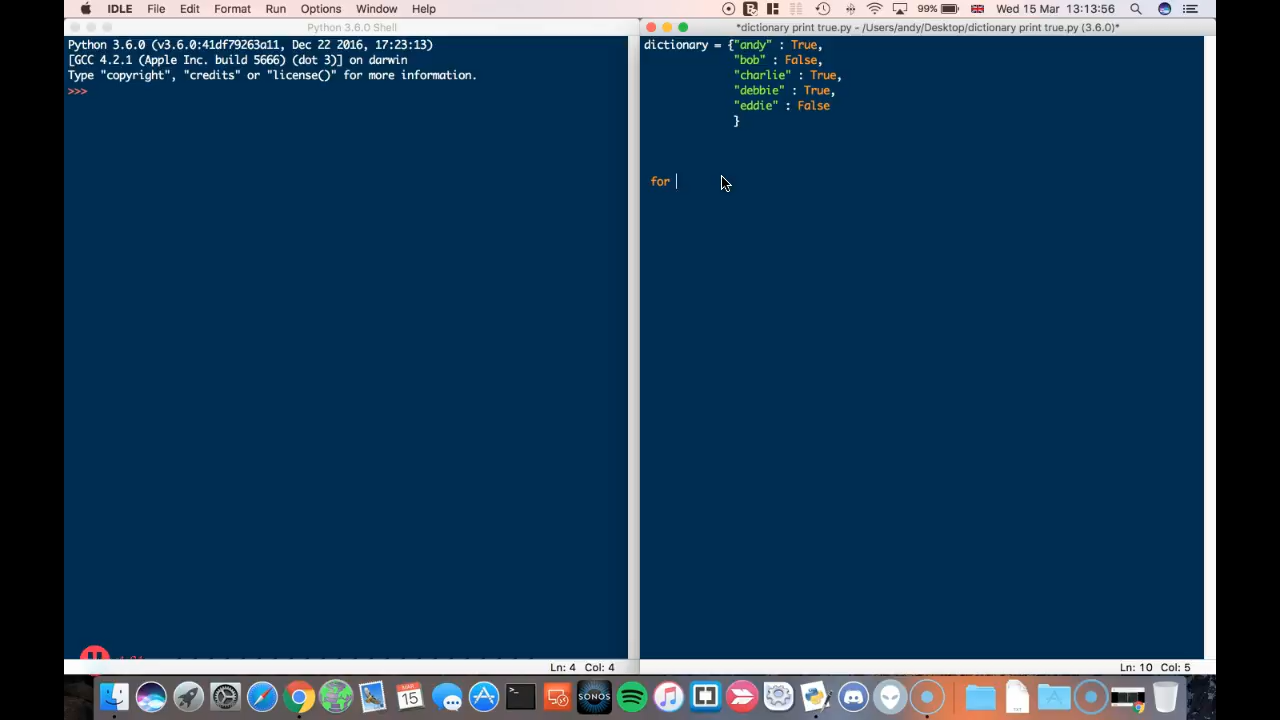 IDLE File Edit Format Run Options Window Help 99% Wed 15 Mar 13:13:56
Python 3.6.0 Shell
*dictionary print true.py - /Users/andy/Desktop/dictionary print true.py (3.6.0)*
Python 3.6.0 (v3.6.0:41df79263a11, Dec 22 2016, 17:23:13)
[GCC 4.2.1 (Apple Inc. build 5666) (dot 3)] on darwin
Type "copyright", "credits" or "license()" for more information.
>>>
dictionary = {"andy" : True,
"bob" : False,
"charlie" : True,
"debbie" : True,
"eddie" : False
}
for
Ln: 4 Col: 4
Ln: 10 Col: 5
MAR
15
SONOS